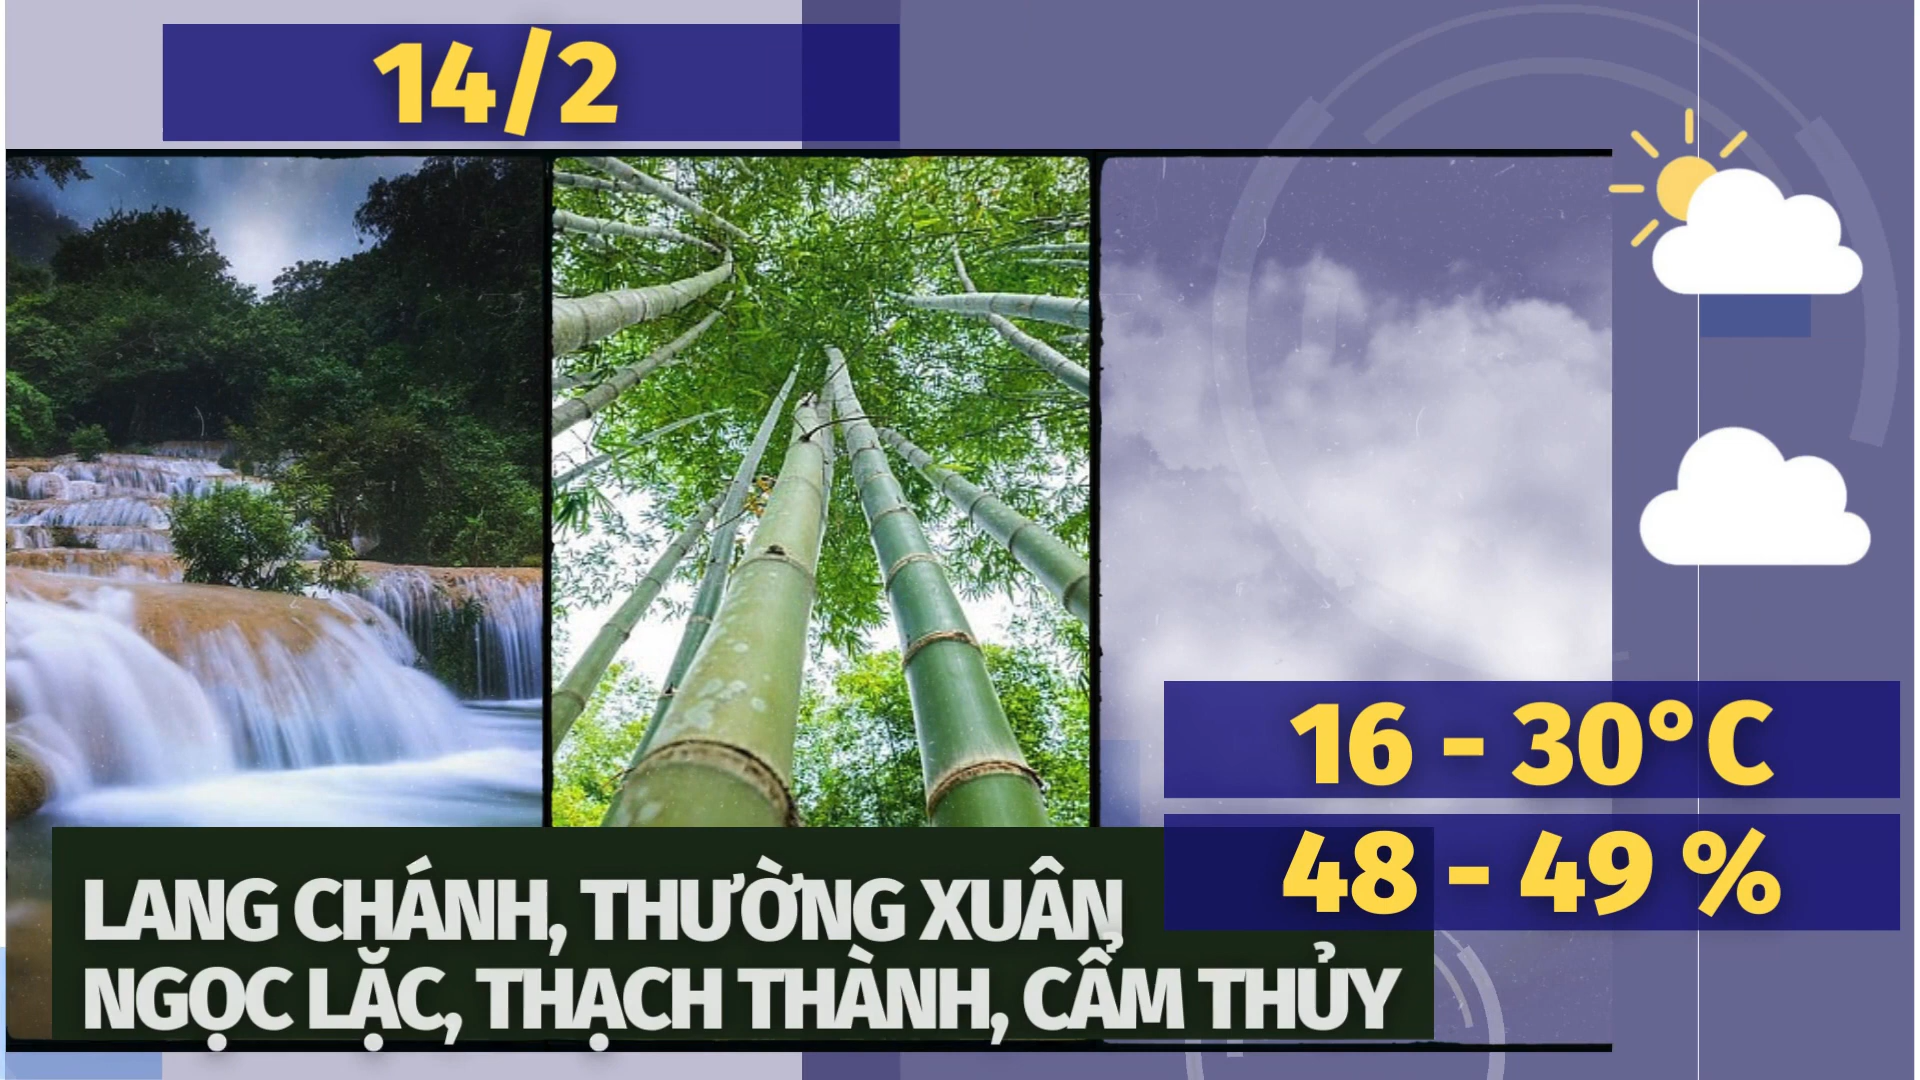 14/2
16 - 30°C
48 - 49 %
LANG CHÁNH, THƯỜNG XUÂN,
NGỌC LẶC, THẠCH THÀNH, CẨM THỦY